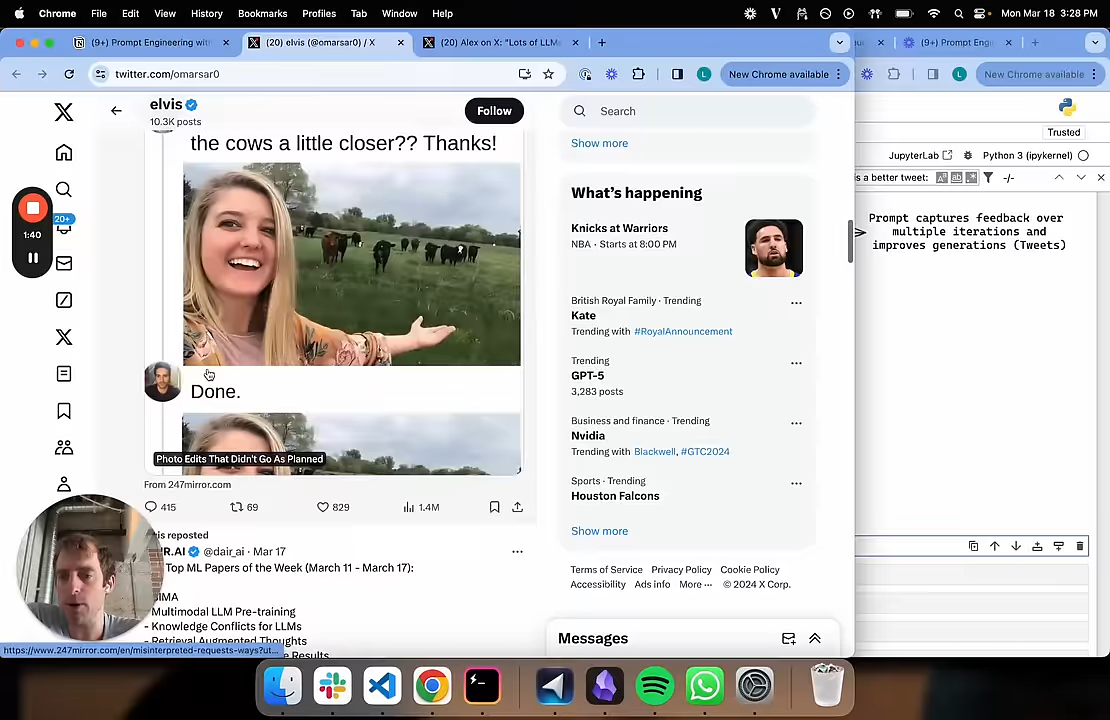 Chrome File Edit View History Bookmarks Profiles Tab Window Help Mon Mar 18 3:28 PM
(9+) Prompt Engineering with
(20) elvis (@omarsar0) / X
(20) Alex on X: "Lots of LLMs
(9+) Prompt Engi
twitter.com/omarsar0
L
New Chrome available
L
New Chrome available
elvis
10.3K posts
Follow
Search
Show more
the cows a little closer?? Thanks!
Done.
Photo Edits That Didn't Go As Planned
From 247mirror.com
415 69 829 1.4M
is reposted
R.AI @dair_ai · Mar 17
Top ML Papers of the Week (March 11 - March 17):
IMA
Multimodal LLM Pre-training
- Knowledge Conflicts for LLMs
- Retrieval Augmented Thoughts
e Results
20+
1:40
What's happening
Knicks at Warriors
NBA · Starts at 8:00 PM
British Royal Family · Trending
Kate
Trending with #RoyalAnnouncement
Trending
GPT-5
3,283 posts
Business and finance · Trending
Nvidia
Trending with Blackwell, #GTC2024
Sports · Trending
Houston Falcons
Show more
Terms of Service Privacy Policy Cookie Policy
Accessibility Ads info More ··· © 2024 X Corp.
Messages
Trusted
JupyterLab Python 3 (ipykernel)
is a better tweet: -/-
Prompt captures feedback over
multiple iterations and
improves generations (Tweets)
https://www.247mirror.com/en/misinterpreted-requests-ways?ut...